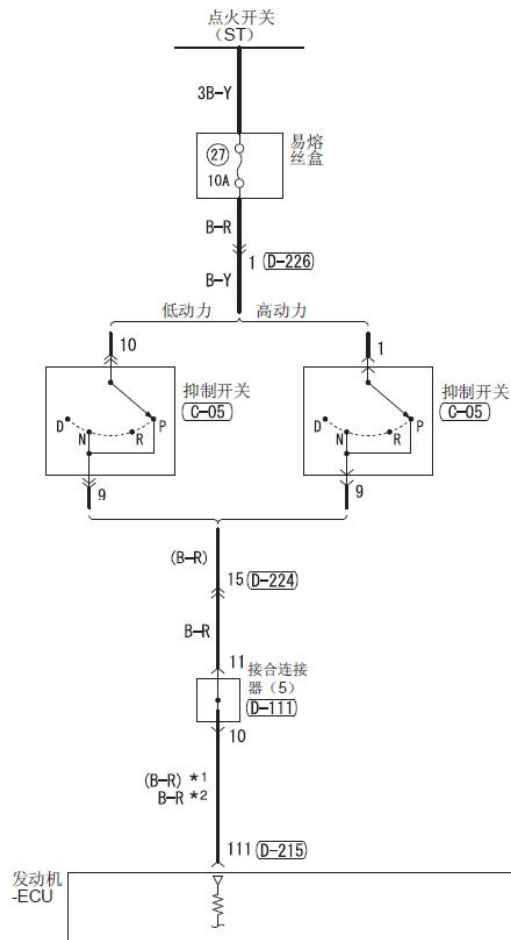 点火开关
（ST）
3B-Y
易熔
丝盒
27
10A
B-R
1 D-226
B-Y
低动力 高动力
10
1
抑制开关
C-05
D N R P
抑制开关
C-05
D N R P
9
9
(B-R)
15 D-224
B-R
11
接合连接
器（5）
D-111
10
(B-R) *1
B-R *2
111 D-215
发动机
-ECU